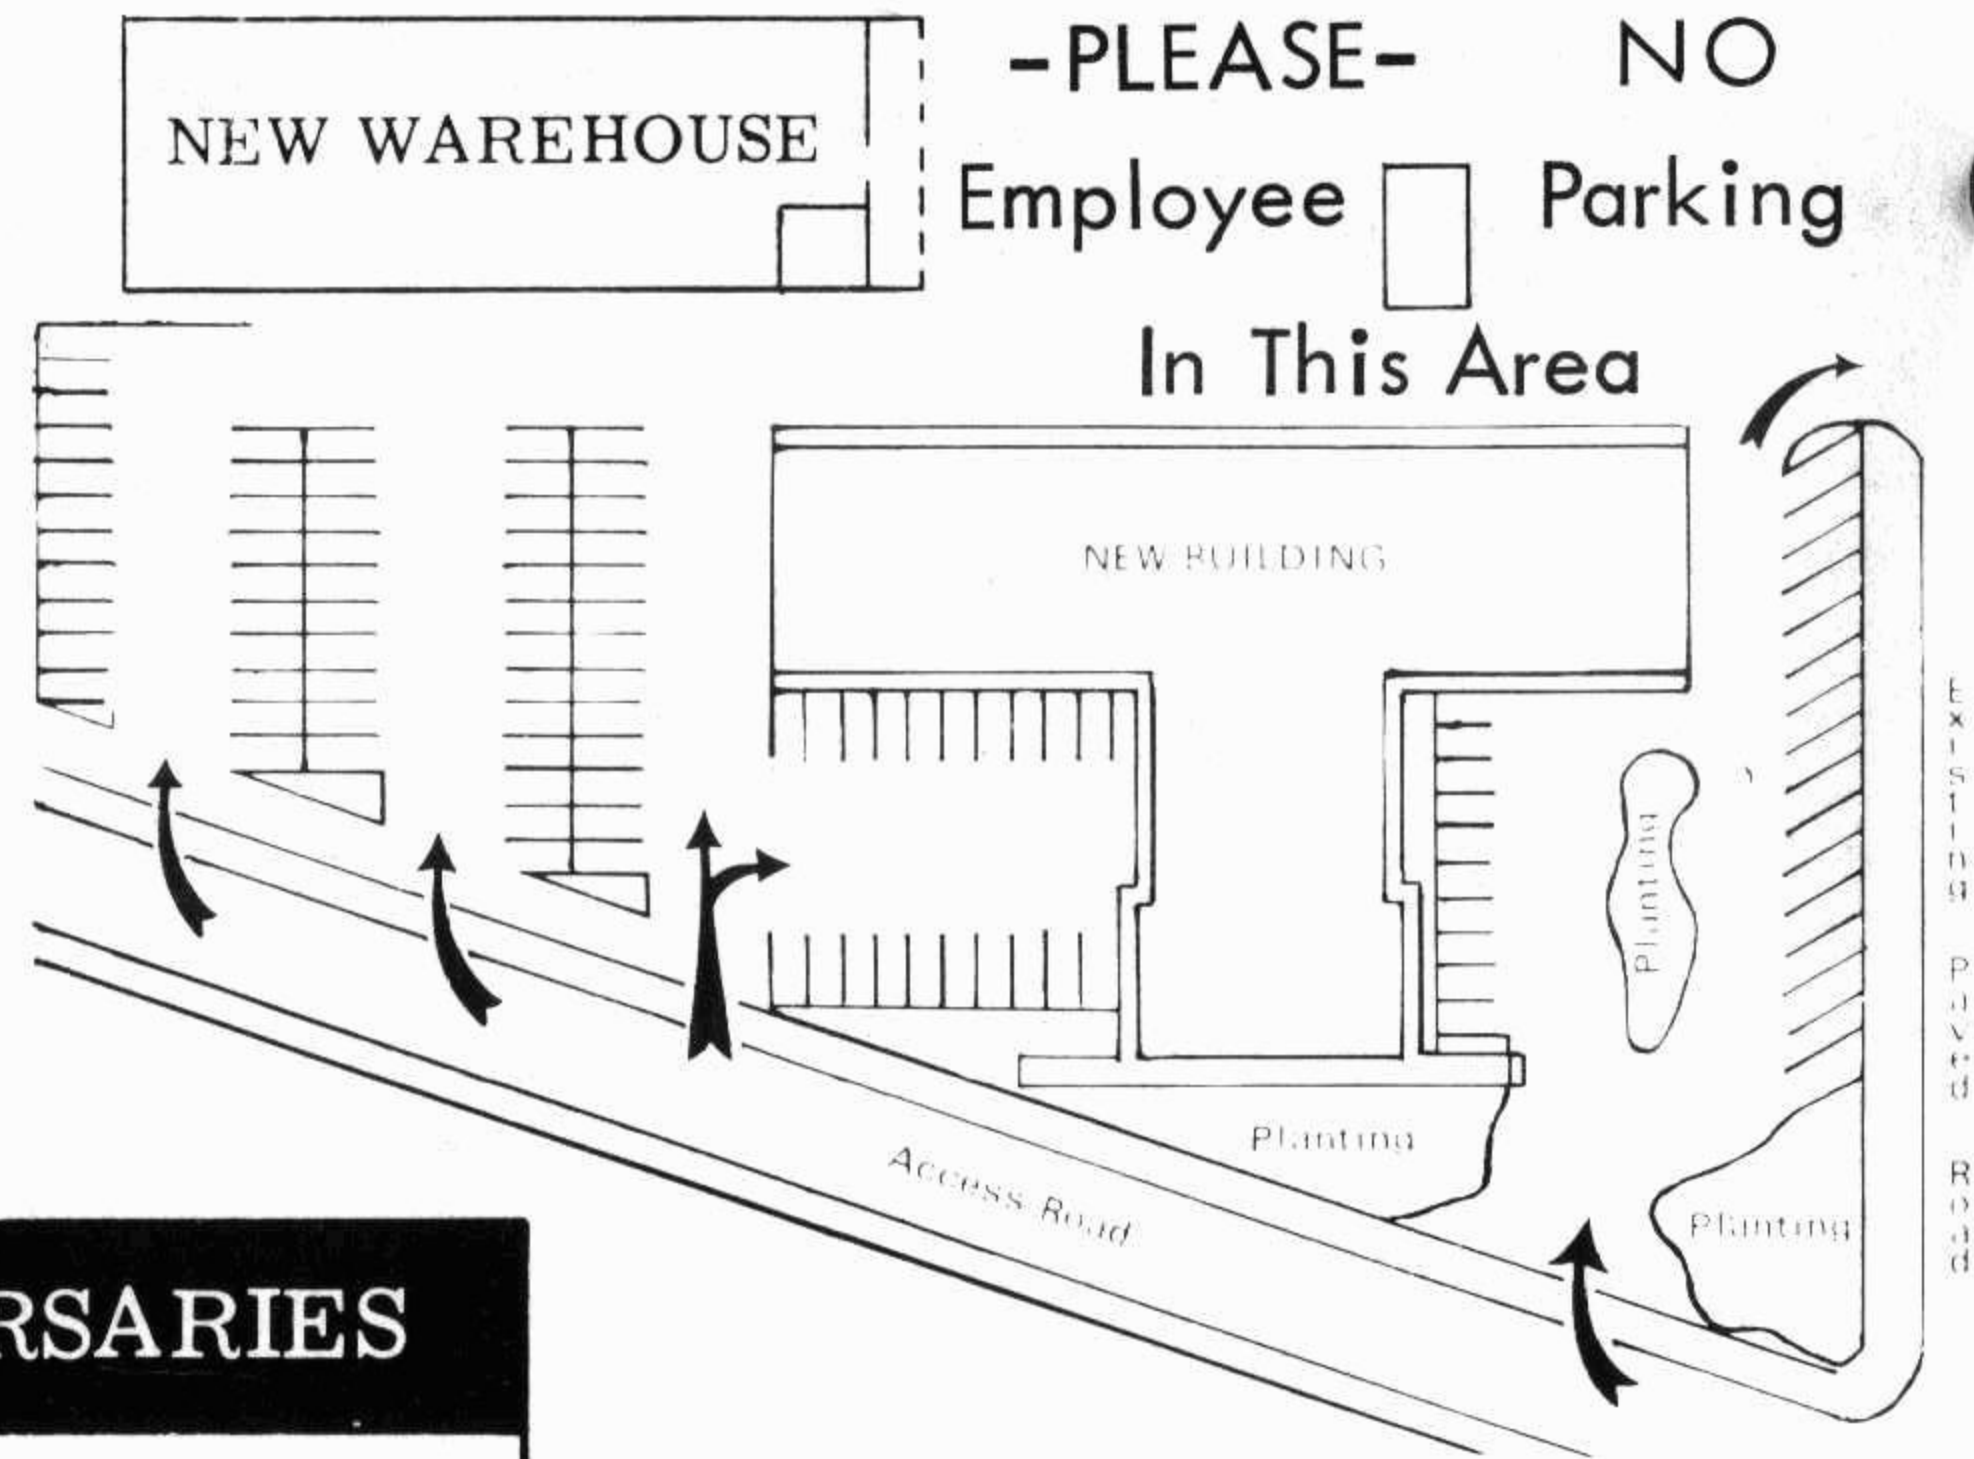 -PLEASE- NO
NEW WAREHOUSE
Employee Parking
In This Area
NEW BUILDING
Existing Paved Road
Planting
Planting
Access Road
Planting
RSARIES